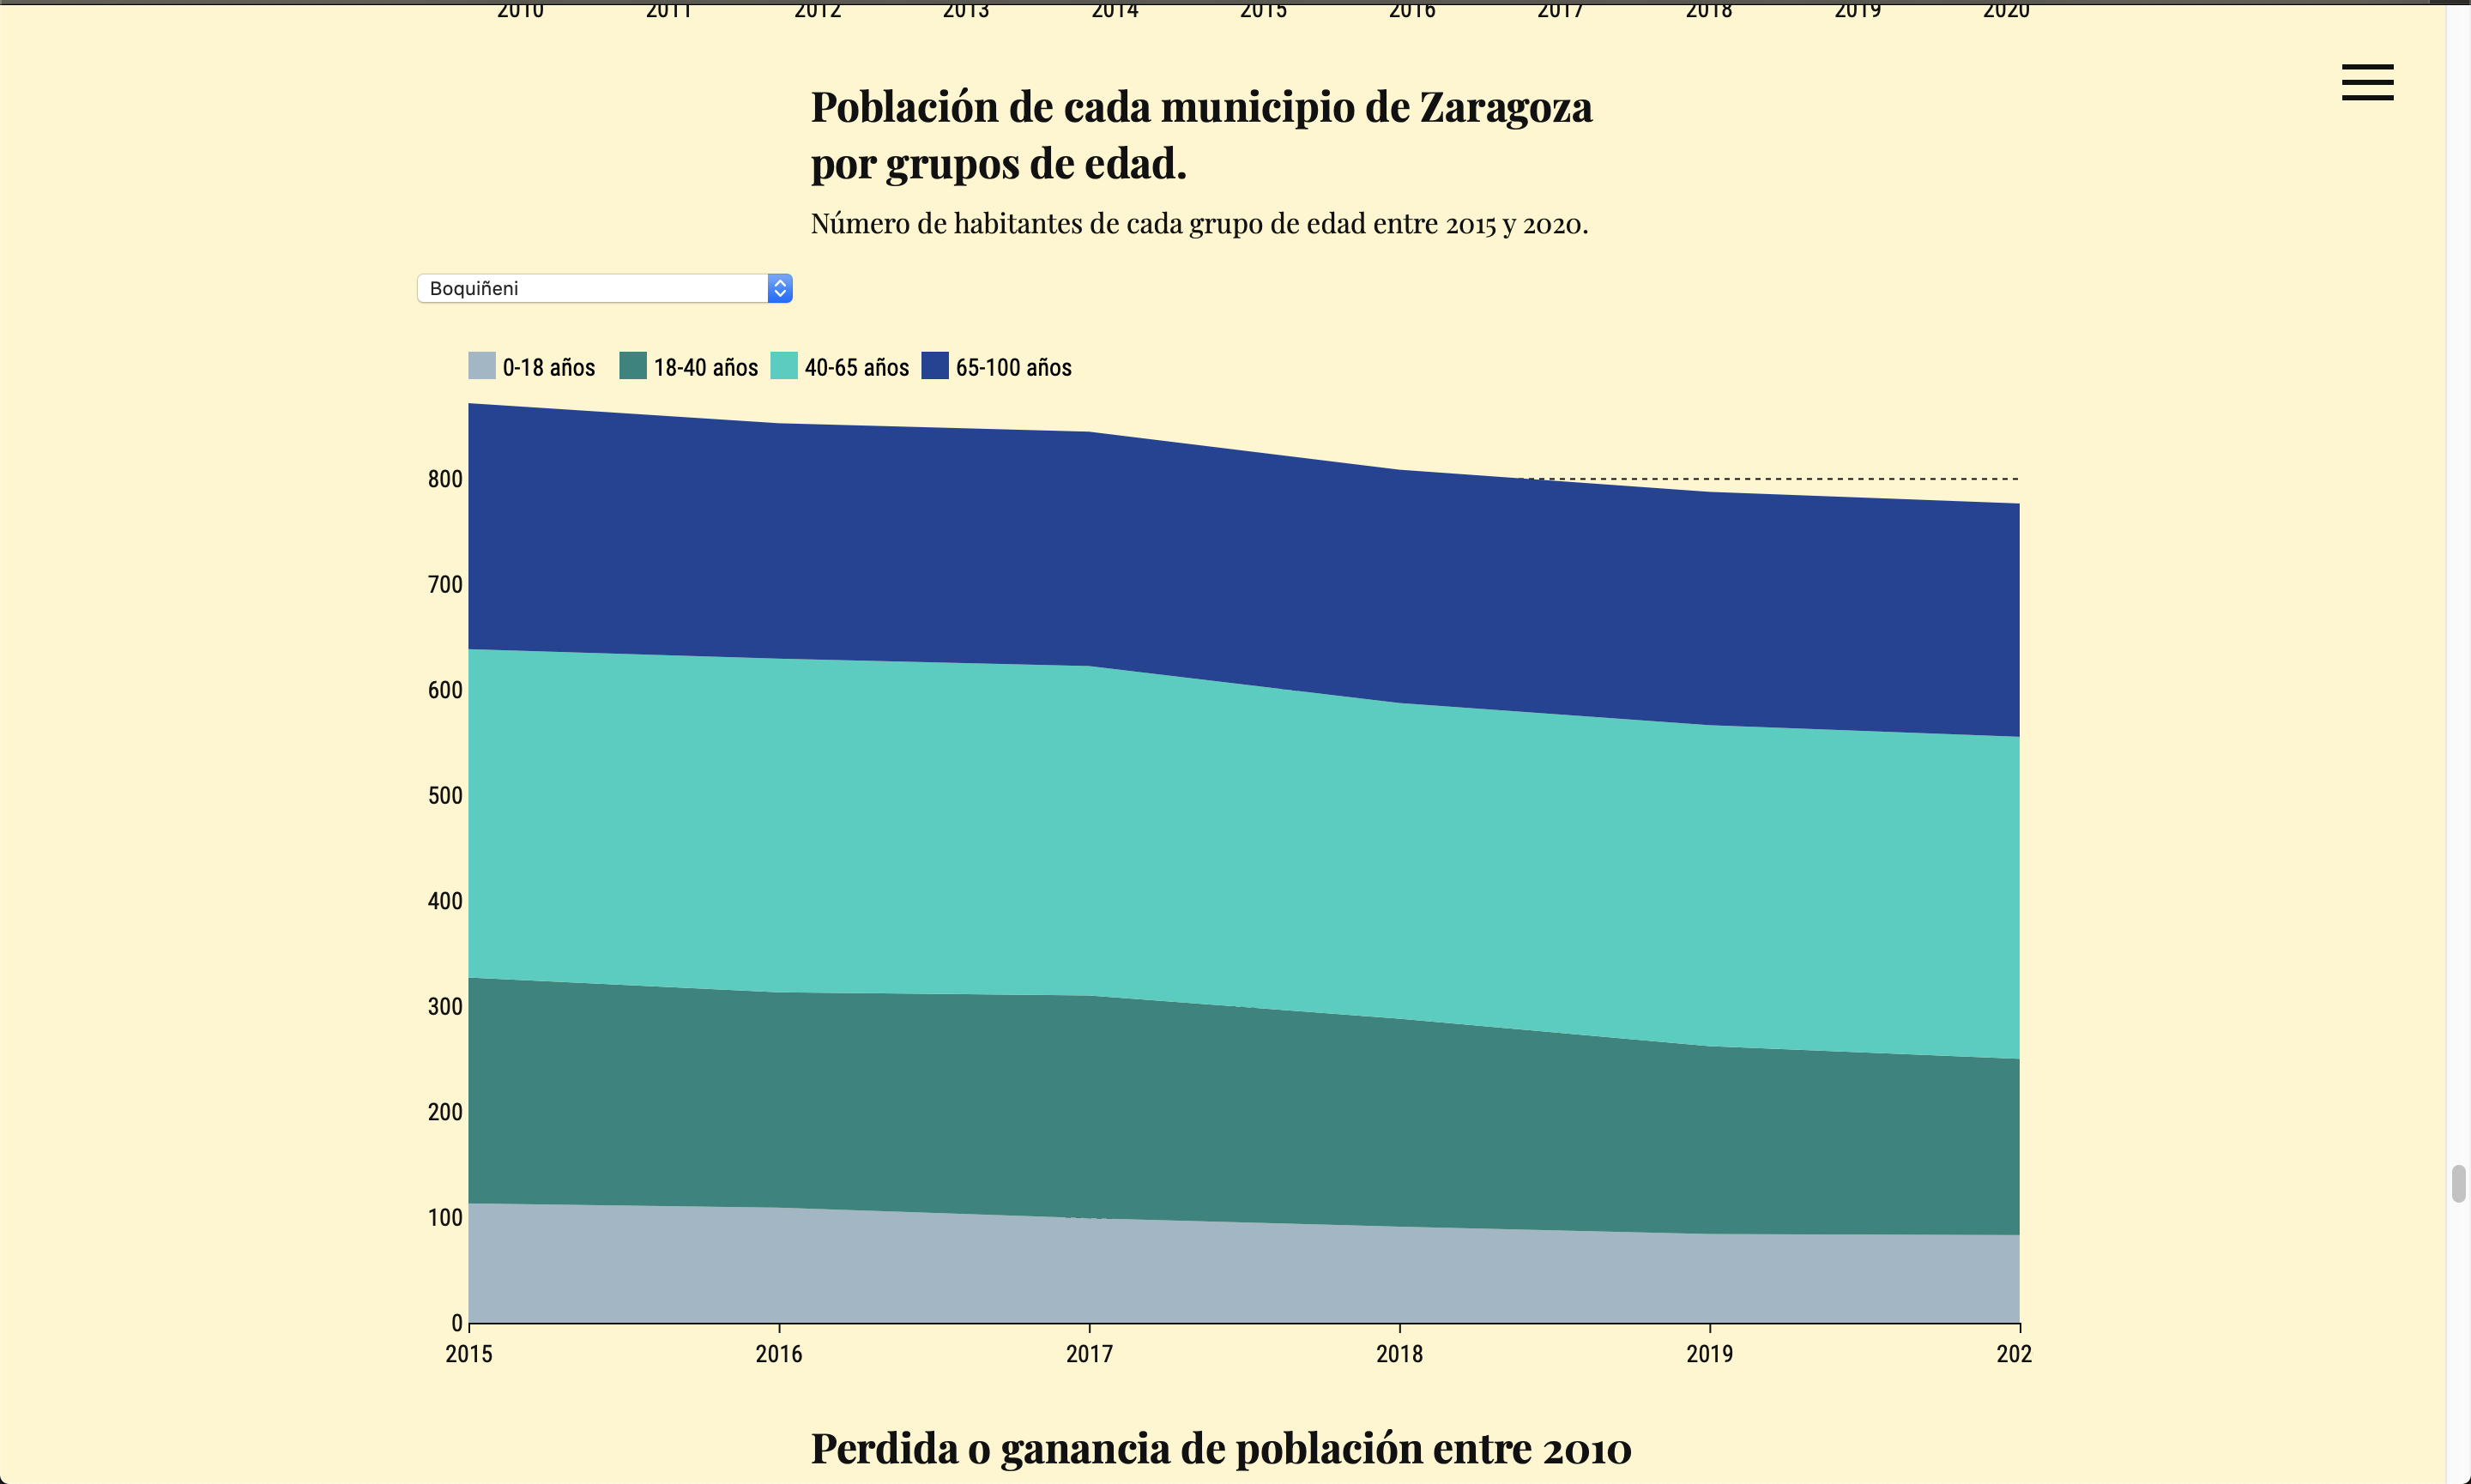 2010 2011 2012 2013 2014 2015 2016 2017 2018 2019 2020
Población de cada municipio de Zaragoza
por grupos de edad.
Número de habitantes de cada grupo de edad entre 2015 y 2020.
Boquiñeni
0-18 años 18-40 años 40-65 años 65-100 años
800
700
600
500
400
300
200
100
0
2015 2016 2017 2018 2019 202
Perdida o ganancia de población entre 2010